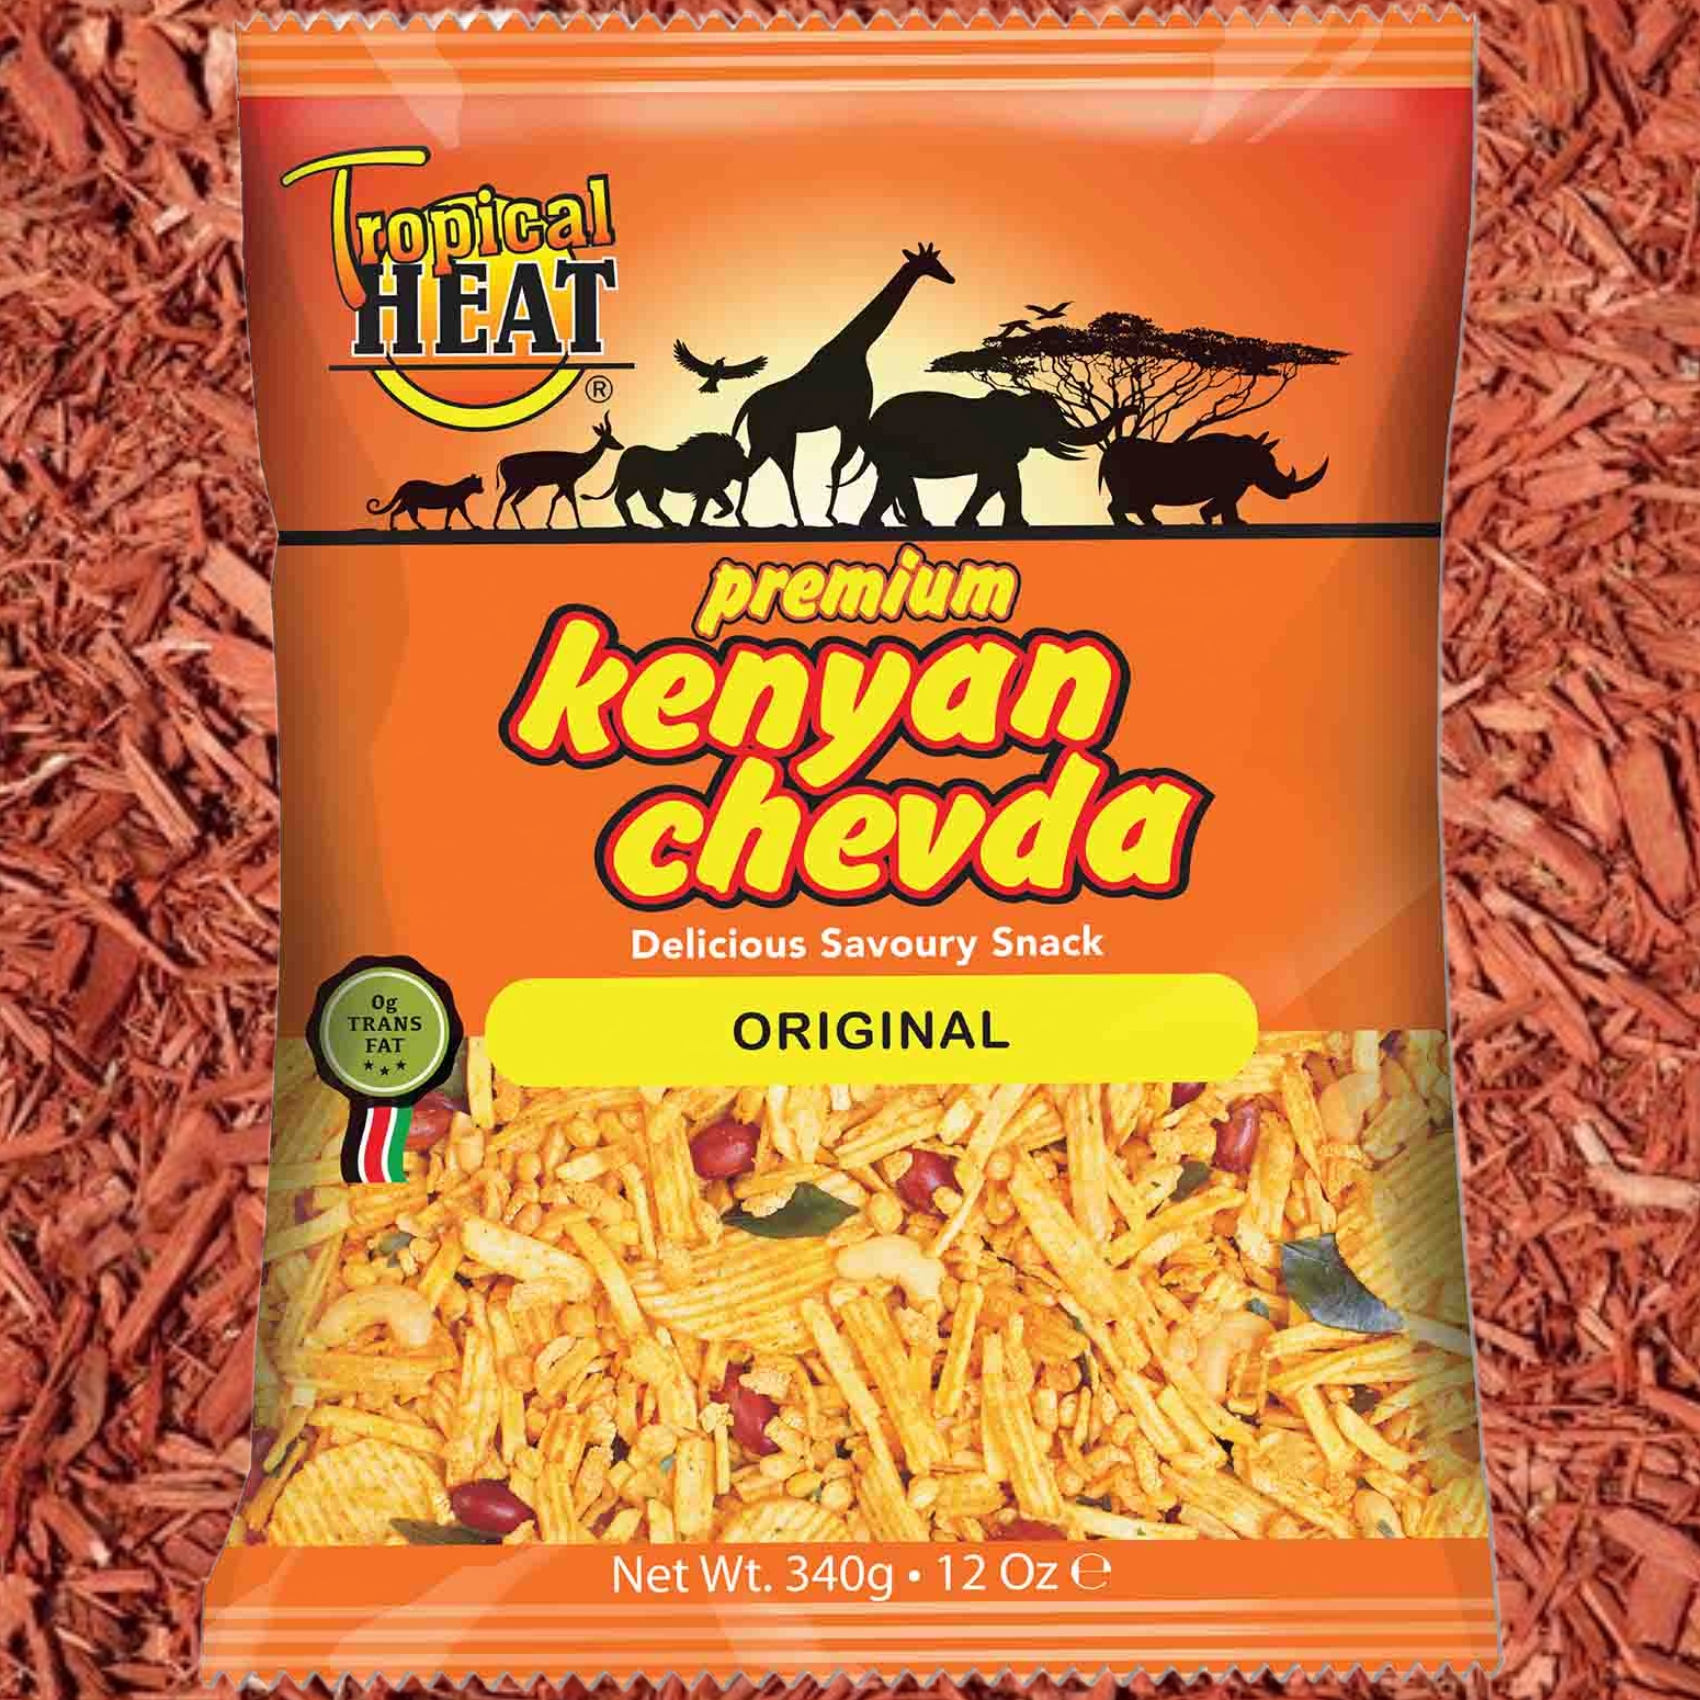 Tropical
HEAT
®
premium
kenyan
chevda
Delicious Savoury Snack
ORIGINAL
0g
TRANS
FAT
Net Wt. 340g • 12 Oz ℮